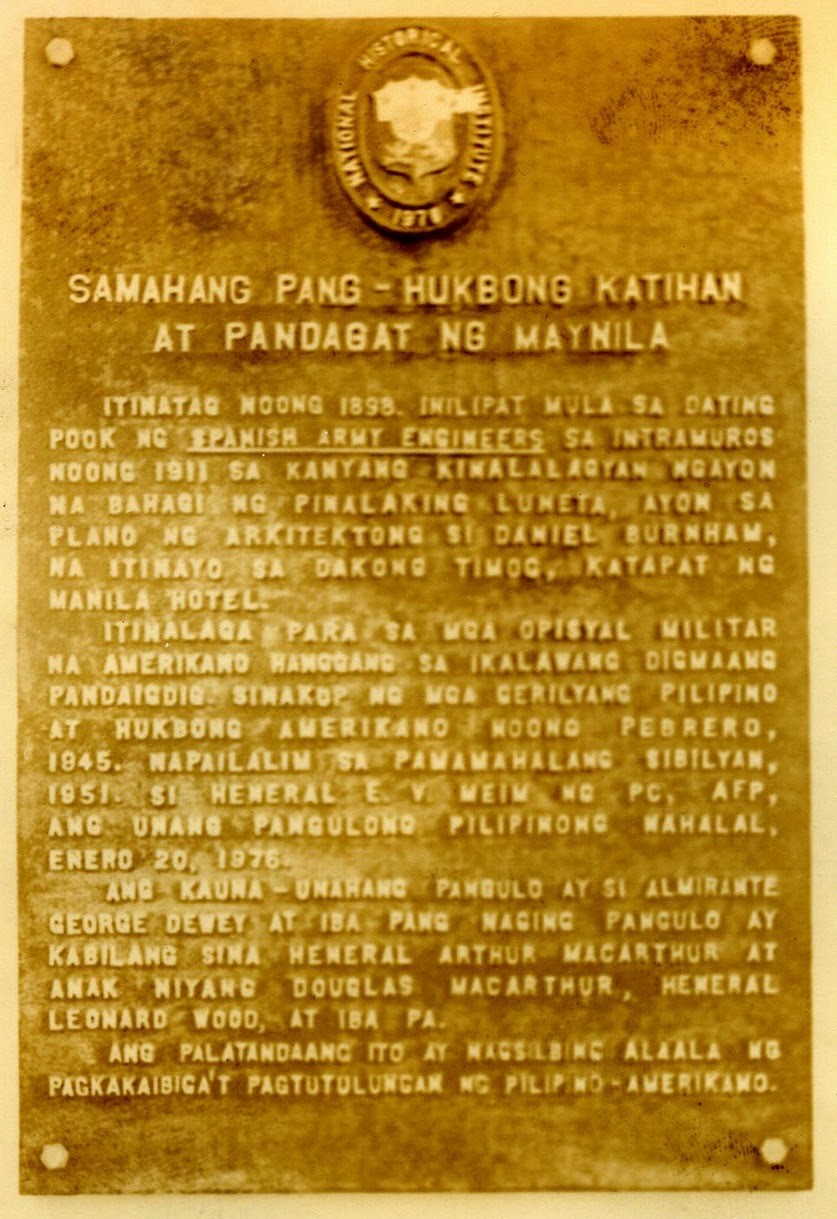 NATIONAL HISTORICAL INSTITUTE
1976
SAMAHANG PANG-HUKBONG KATIHAN
AT PANDAGAT NG MAYNILA
ITINATAG NOONG 1898. INILIPAT MULA SA DATING
POOK NG SPANISH ARMY ENGINEERS SA INTRAMUROS
NOONG 1911 SA KANYANG KINALALAGYAN NGAYON
NA BAHAGI NG PINALAKING LUNETA, AYON SA
PLANO NG ARKITEKTONG SI DANIEL BURNHAM,
NA ITINAYO SA DAKONG TIMOG, KATAPAT NG
MANILA HOTEL.
ITINALAGA PARA SA MGA OPISYAL MILITAR
NA AMERIKANO HANGGANG SA IKALAWANG DIGMAANG
PANDAIGDIG. SINAKOP NG MGA GERILYANG PILIPINO
AT HUKBONG AMERIKANO NOONG PEBRERO,
1945. NAPAILALIM SA PAMAMAHALANG SIBILYAN,
1951. SI HENERAL E. V. MEIM NG PC, AFP,
ANG UNANG PANGULONG PILIPINONG NAHALAL,
ENERO 20, 1976.
ANG KAUNA-UNAHANG PANGULO AY SI ALMIRANTE
GEORGE DEWEY AT IBA PANG NAGING PANGULO AY
KABILANG SINA HENERAL ARTHUR MACARTHUR AT
ANAK NIYANG DOUGLAS MACARTHUR, HENERAL
LEONARD WOOD, AT IBA PA.
ANG PALATANDAANG ITO AY MAGSILBING ALAALA NG
PAGKAKAIBIGA'T PAGTUTULUNGAN NG PILIPINO-AMERIKANO.